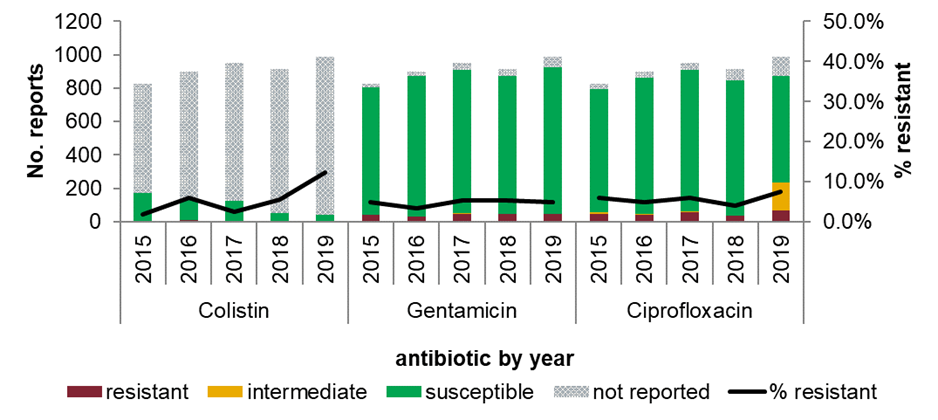 1200
1000
800
600
400
200
0
No. reports
50.0%
40.0%
30.0%
20.0%
10.0%
0.0%
% resistant
2015 2016 2017 2018 2019 2015 2016 2017 2018 2019 2015 2016 2017 2018 2019
Colistin Gentamicin Ciprofloxacin
antibiotic by year
resistant intermediate susceptible not reported % resistant